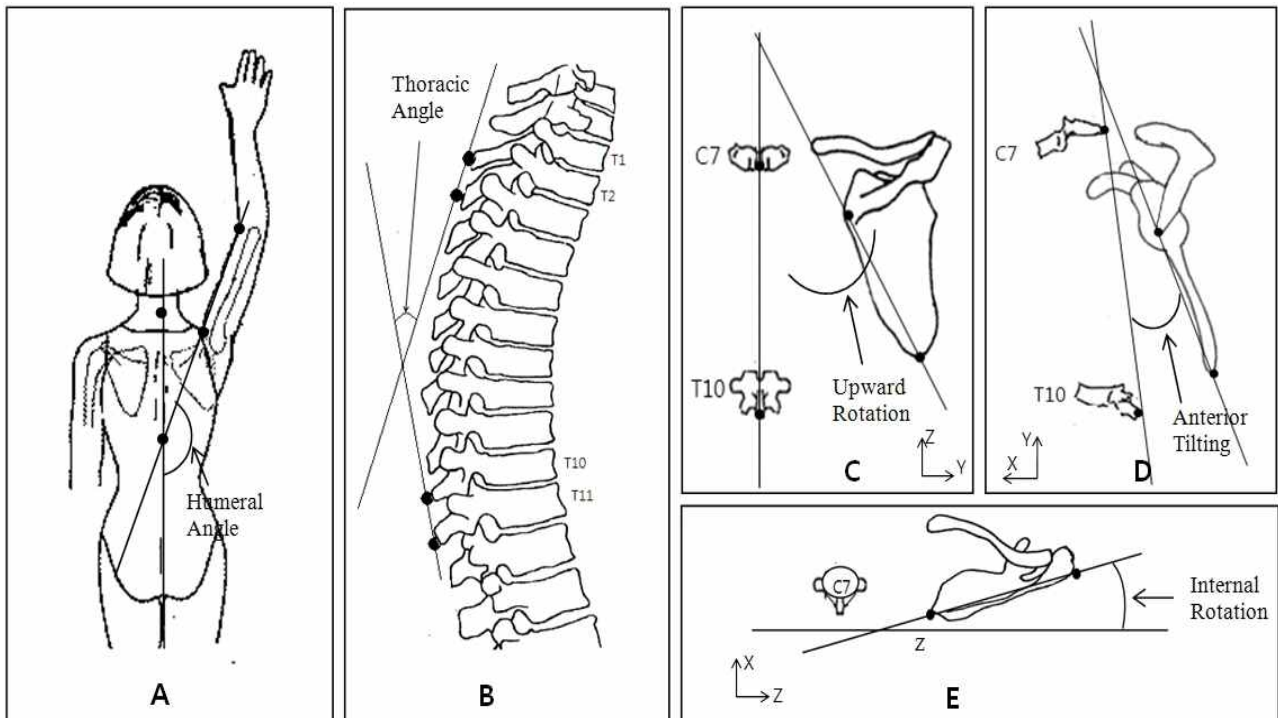 Humeral
Angle
A
Thoracic
Angle
T1
T2
T10
T11
B
C7
T10
Upward
Rotation
Z
Y
C
C7
T10
Anterior
Tilting
Y
X
D
C7
Internal
Rotation
Z
X
Z
E